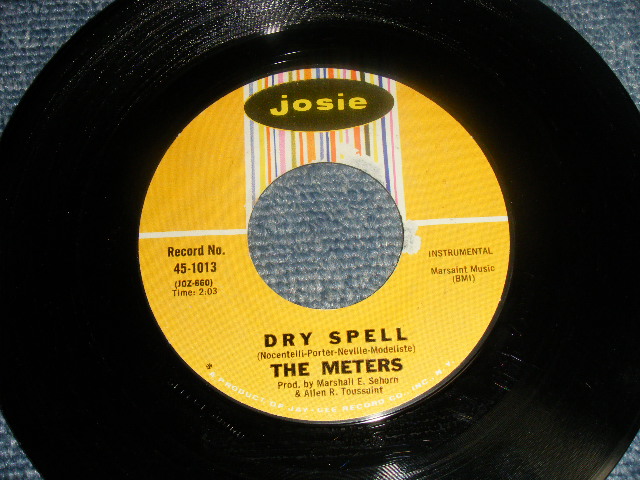 Josie
Record No.
45-1013
(JOZ-860)
Time: 2:03
INSTRUMENTAL
Marsaint Music
(BMI)
DRY SPELL
(Nocentelli-Porter-Neville-Modeliste)
THE METERS
Prod. by Marshall E. Sehorn
& Allen R. Toussaint
A PRODUCT OF JAY-GEE RECORD CO., INC. N.Y.